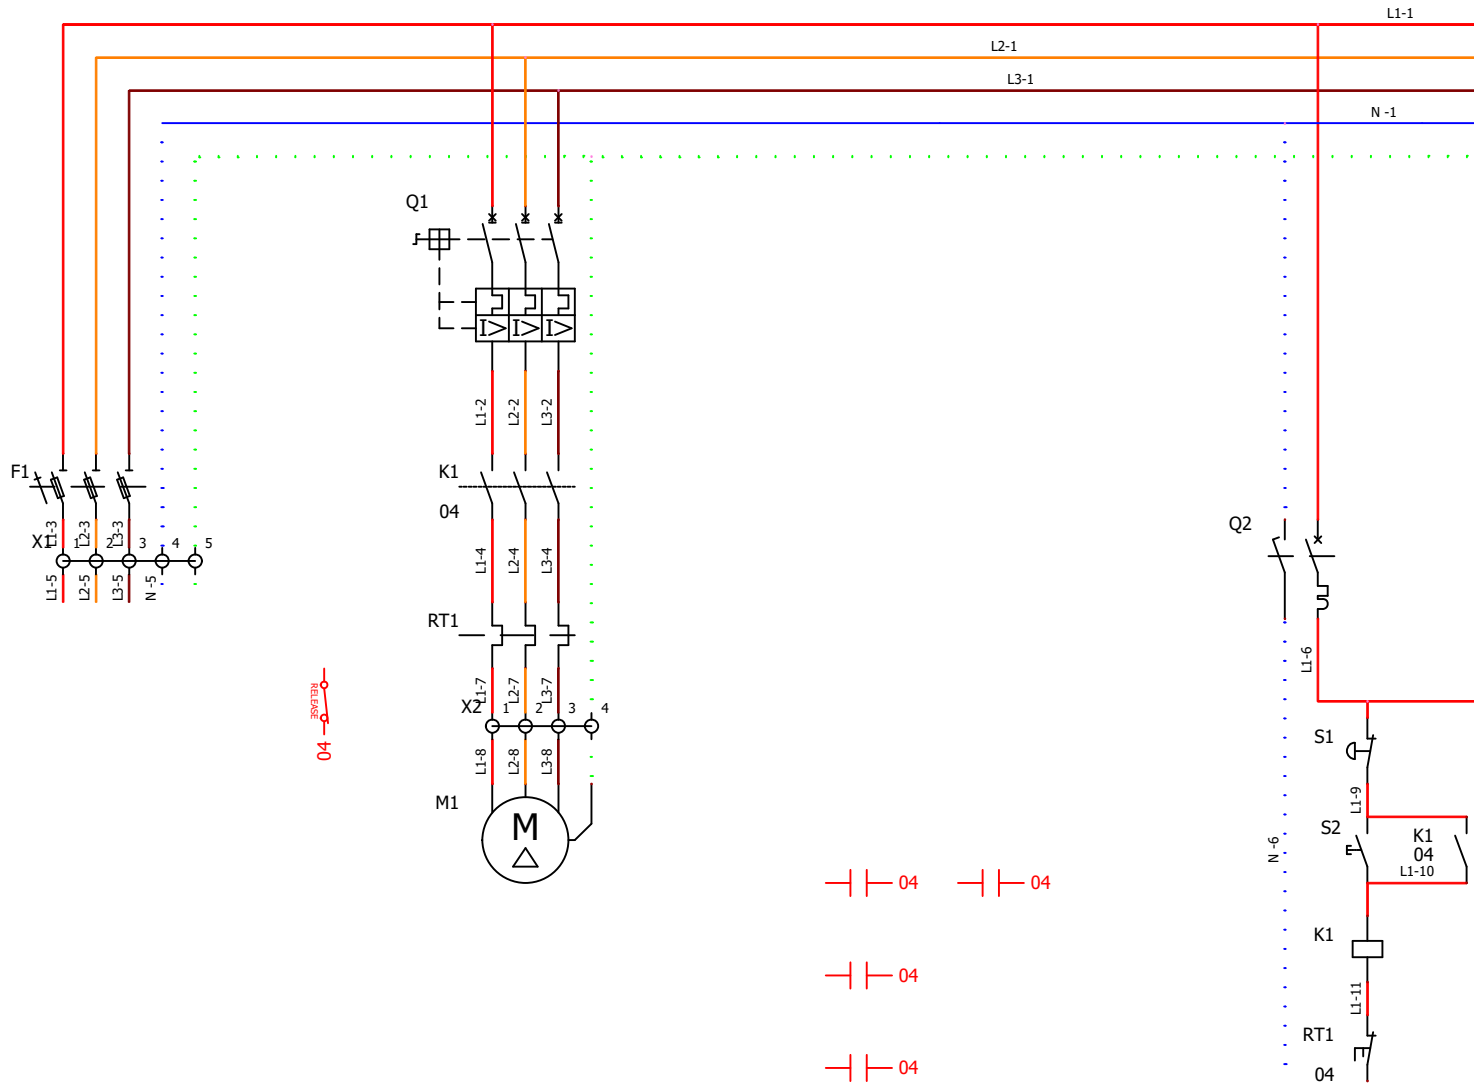 L1-1
L2-1
L3-1
N -1
Q1
I> I> I>
L1-2 L2-2 L3-2
F1
K1
04
L1-3 L2-3 L3-3
X1 1 2 3 4 5
L1-5 L2-5 L3-5 N -5
L1-4 L2-4 L3-4
Q2
RT1
L1-6
RELEASE
04
L1-7 L2-7 L3-7
X2 1 2 3 4
L1-8 L2-8 L3-8
S1
M1
M
L1-9
S2
K1
04
L1-10
N -6
04 04
K1
04
L1-11
RT1
04
04